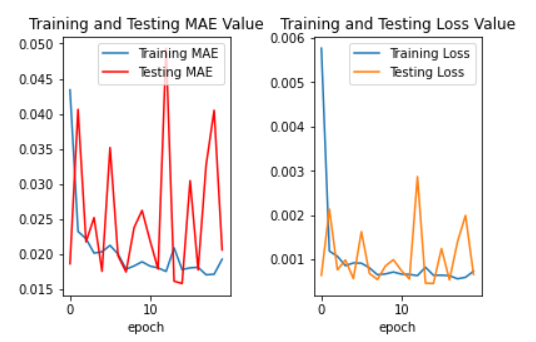 Training and Testing MAE Value
0.050
0.045
0.040
0.035
0.030
0.025
0.020
0.015
Training MAE
Testing MAE
0
10
epoch
Training and Testing Loss Value
0.006
0.005
0.004
0.003
0.002
0.001
Training Loss
Testing Loss
0
10
epoch